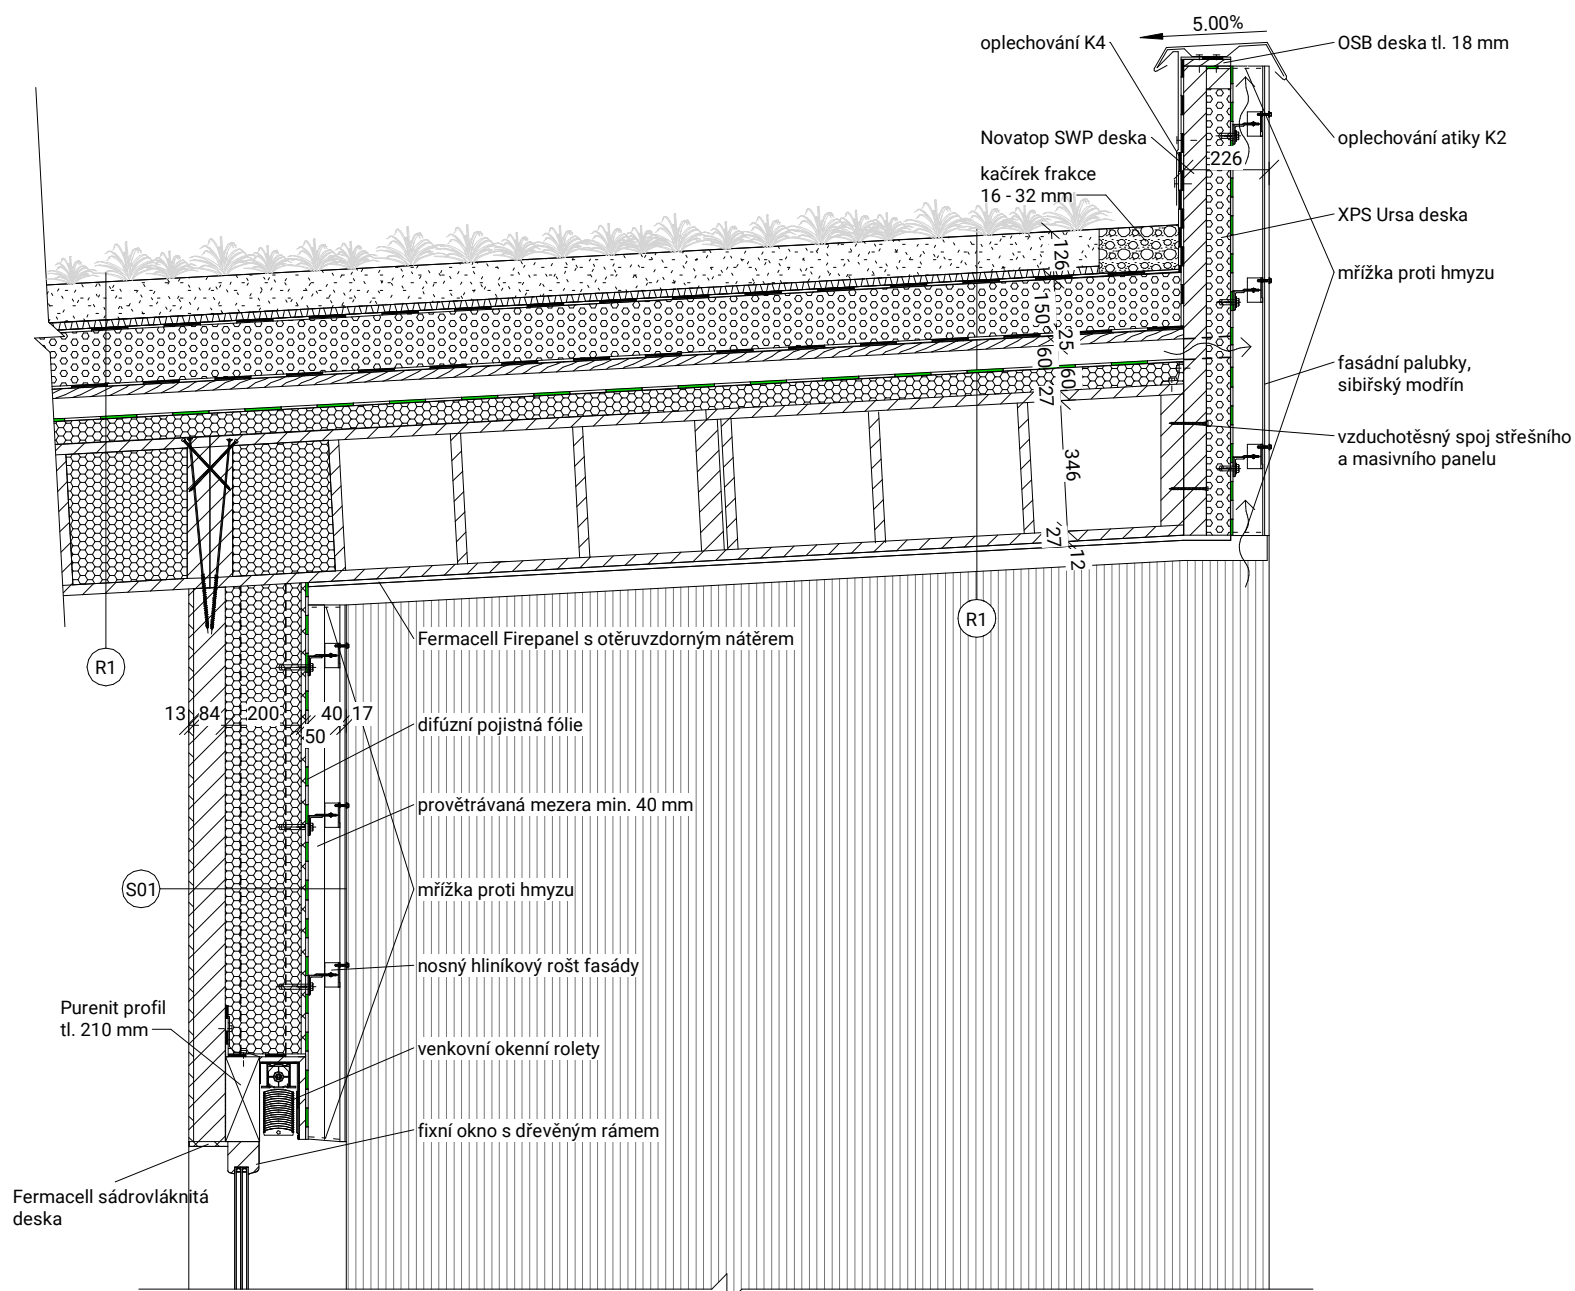 5.00%
oplechování K4
OSB deska tl. 18 mm
Novatop SWP deska
oplechování atiky K2
226
kačírek frakce
16 - 32 mm
XPS Ursa deska
126
mřížka proti hmyzu
150
25
60
60
27
fasádní palubky,
sibiřský modřín
vzduchotěsný spoj střešního
a masivního panelu
346
27
12
R1
R1
Fermacell Firepanel s otěruvzdorným nátěrem
13
84
200
40
17
50
difúzní pojistná fólie
provětrávaná mezera min. 40 mm
S01
mřížka proti hmyzu
nosný hliníkový rošt fasády
Purenit profil
tl. 210 mm
venkovní okenní rolety
fixní okno s dřevěným rámem
Fermacell sádrovláknitá
deska